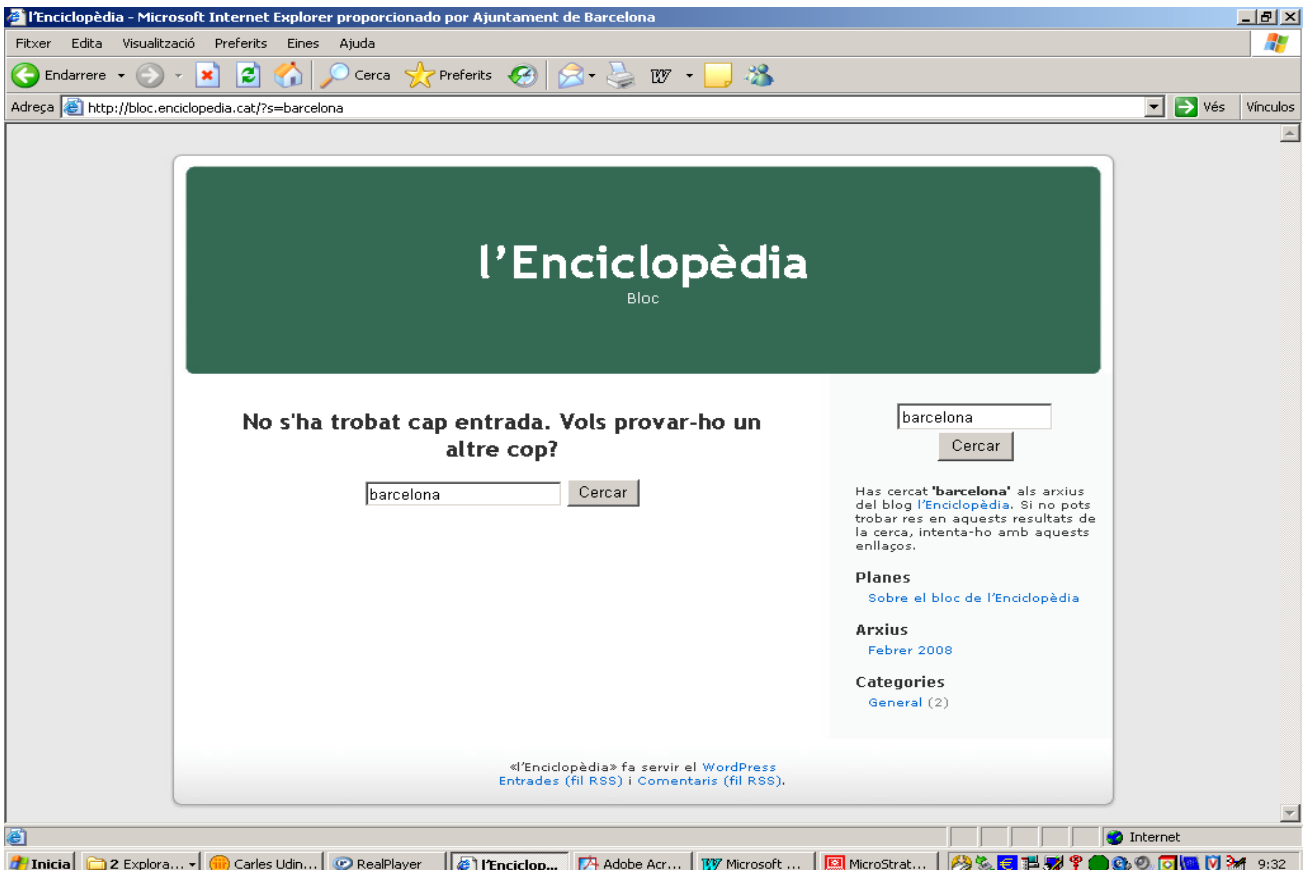 l'Enciclopèdia - Microsoft Internet Explorer proporcionado por Ajuntament de Barcelona
Fitxer Edita Visualització Preferits Eines Ajuda
Endarrere Cerca Preferits
Adreça http://bloc.enciclopedia.cat/?s=barcelona Vés Vínculos
l'Enciclopèdia
Bloc
No s'ha trobat cap entrada. Vols provar-ho un
altre cop?
barcelona Cercar
barcelona
Cercar
Has cercat 'barcelona' als arxius
del blog l'Enciclopèdia. Si no pots
trobar res en aquests resultats de
la cerca, intenta-ho amb aquests
enllaços.
Planes
Sobre el bloc de l'Enciclopèdia
Arxius
Febrer 2008
Categories
General (2)
«l'Enciclopèdia» fa servir el WordPress
Entrades (fil RSS) i Comentaris (fil RSS).
Internet
Inicia 2 Explora... Carles Udin... RealPlayer l'Enciclop... Adobe Acr... Microsoft ... MicroStrat... 9:32